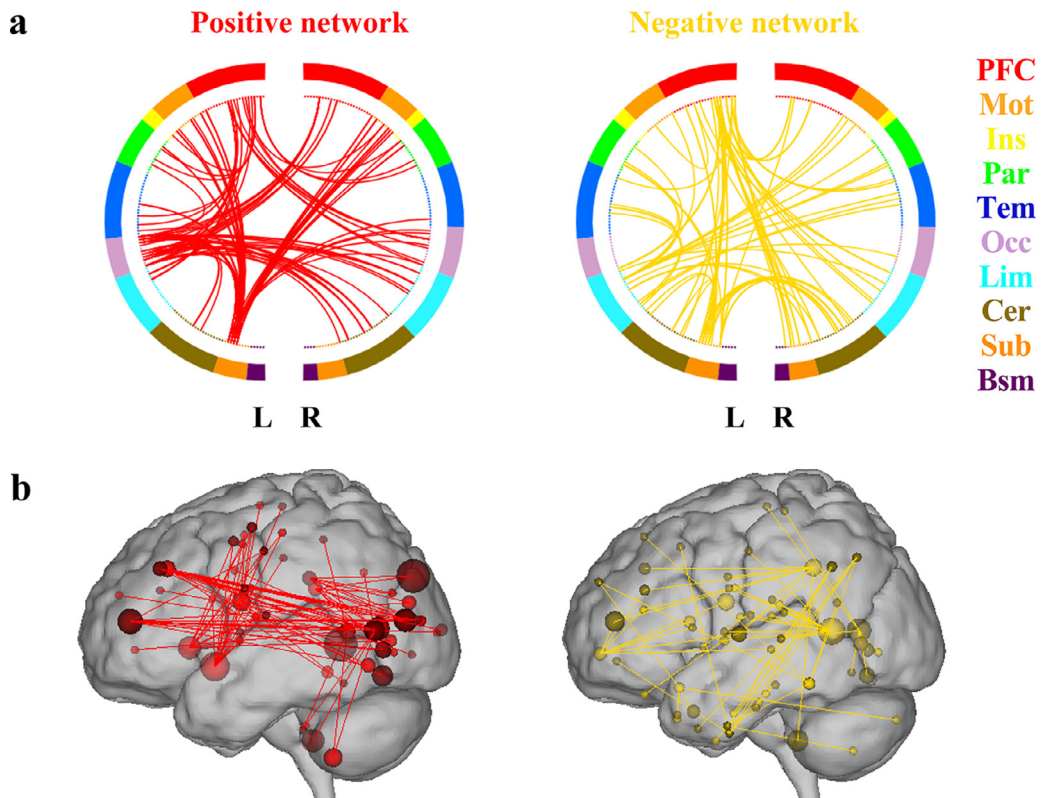 a
Positive network
Negative network
PFC
Mot
Ins
Par
Tem
Occ
Lim
Cer
Sub
Bsm
L R
L R
b